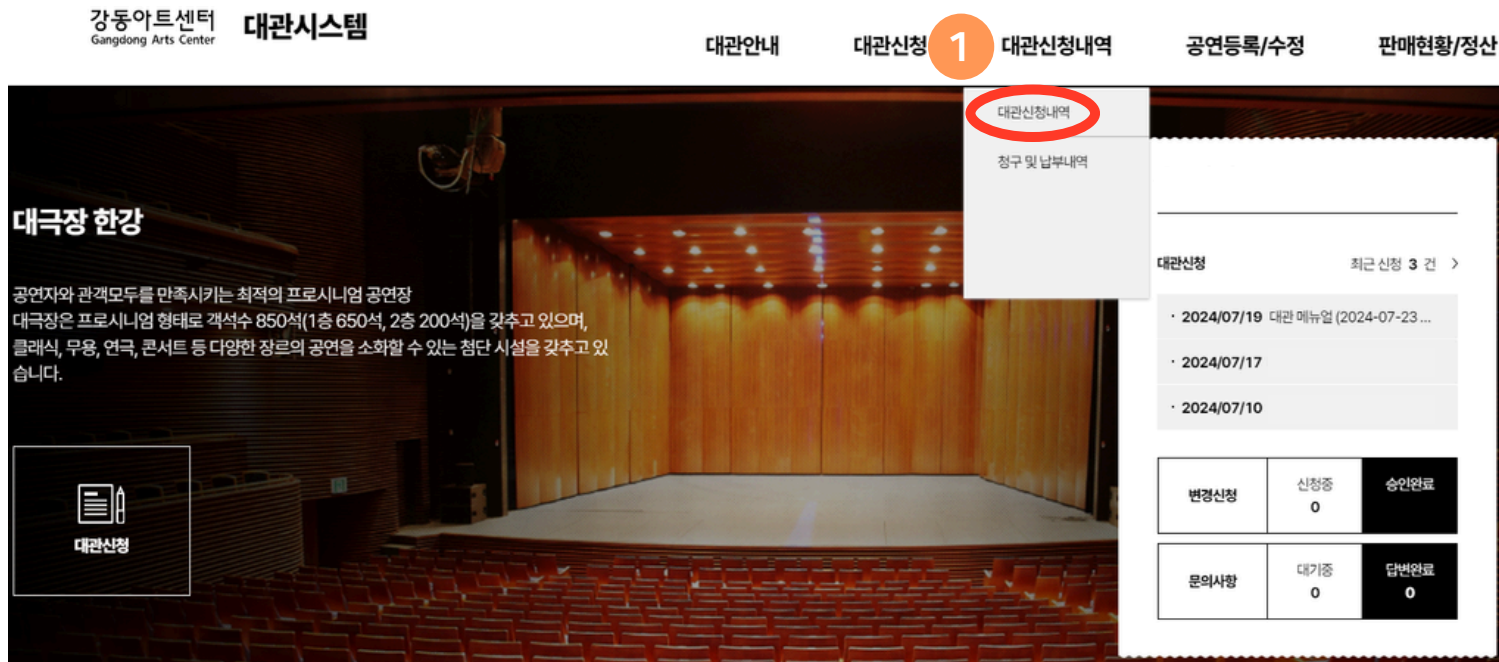 강동아트센터
Gangdong Arts Center
대관시스템
대관안내
대관신청
1
대관신청내역
공연등록/수정
판매현황/정산
대관신청내역
청구 및 납부내역
대극장 한강
공연자와 관객모두를 만족시키는 최적의 프로시니엄 공연장
대극장은 프로시니엄 형태로 객석수 850석(1층 650석, 2층 200석)을 갖추고 있으며,
클래식, 무용, 연극, 콘서트 등 다양한 장르의 공연을 소화할 수 있는 첨단 시설을 갖추고 있
습니다.
대관신청
대관신청 최근 신청 3 건 >
· 2024/07/19 대관 메뉴얼 (2024-07-23 ...
· 2024/07/17
· 2024/07/10
변경신청
신청중
0
승인완료
문의사항
대기중
0
답변완료
0